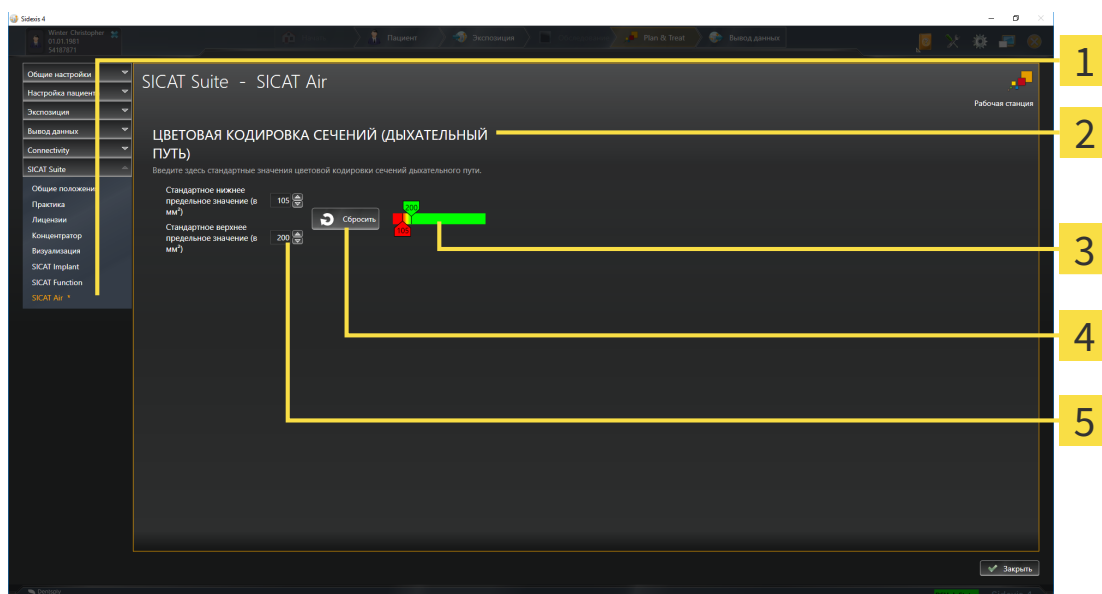 Sidexis 4
Winter Christopher
01.01.1981
54187871
Пациент
Экспозиция
Plan & Treat
Вывод данных
Общие настройки
Настройка пациент
Экспозиция
Вывод данных
Connectivity
SICAT Suite
Общие положени
Практика
Лицензии
Концентратор
Визуализация
SICAT Implant
SICAT Function
SICAT Air *
SICAT Suite - SICAT Air
Рабочая станция
ЦВЕТОВАЯ КОДИРОВКА СЕЧЕНИЙ (ДЫХАТЕЛЬНЫЙ
ПУТЬ)
Введите здесь стандартные значения цветовой кодировки сечений дыхательного пути.
Стандартное нижнее
предельное значение (в
мм²)
105
Стандартное верхнее
предельное значение (в
мм²)
200
Сбросить
200
105
Закрыть
1
2
3
4
5